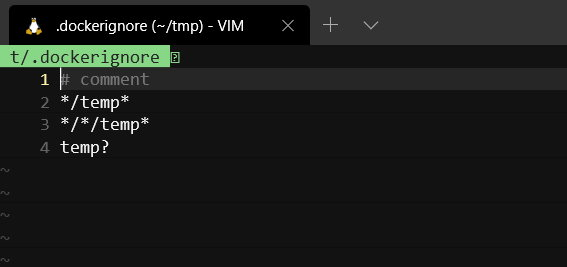 .dockerignore (~/tmp) - VIM
t/.dockerignore
1 # comment
2 */temp*
3 */*/temp*
4 temp?
~
~
~
~
~